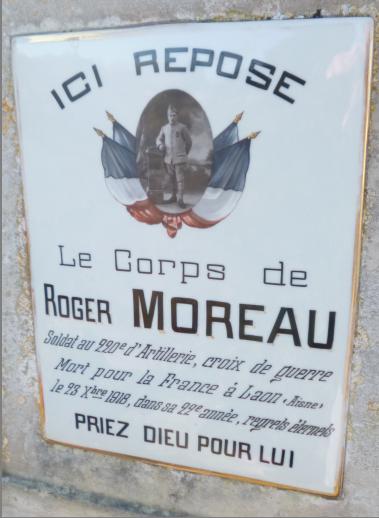 ICI REPOSE
Le Corps de
ROGER MOREAU
Soldat au 220e d'Artillerie, croix de guerre
Mort pour la France à Laon (Aisne)
le 23 Xbre 1918, dans sa 22e année, regrets éternels
PRIEZ DIEU POUR LUI